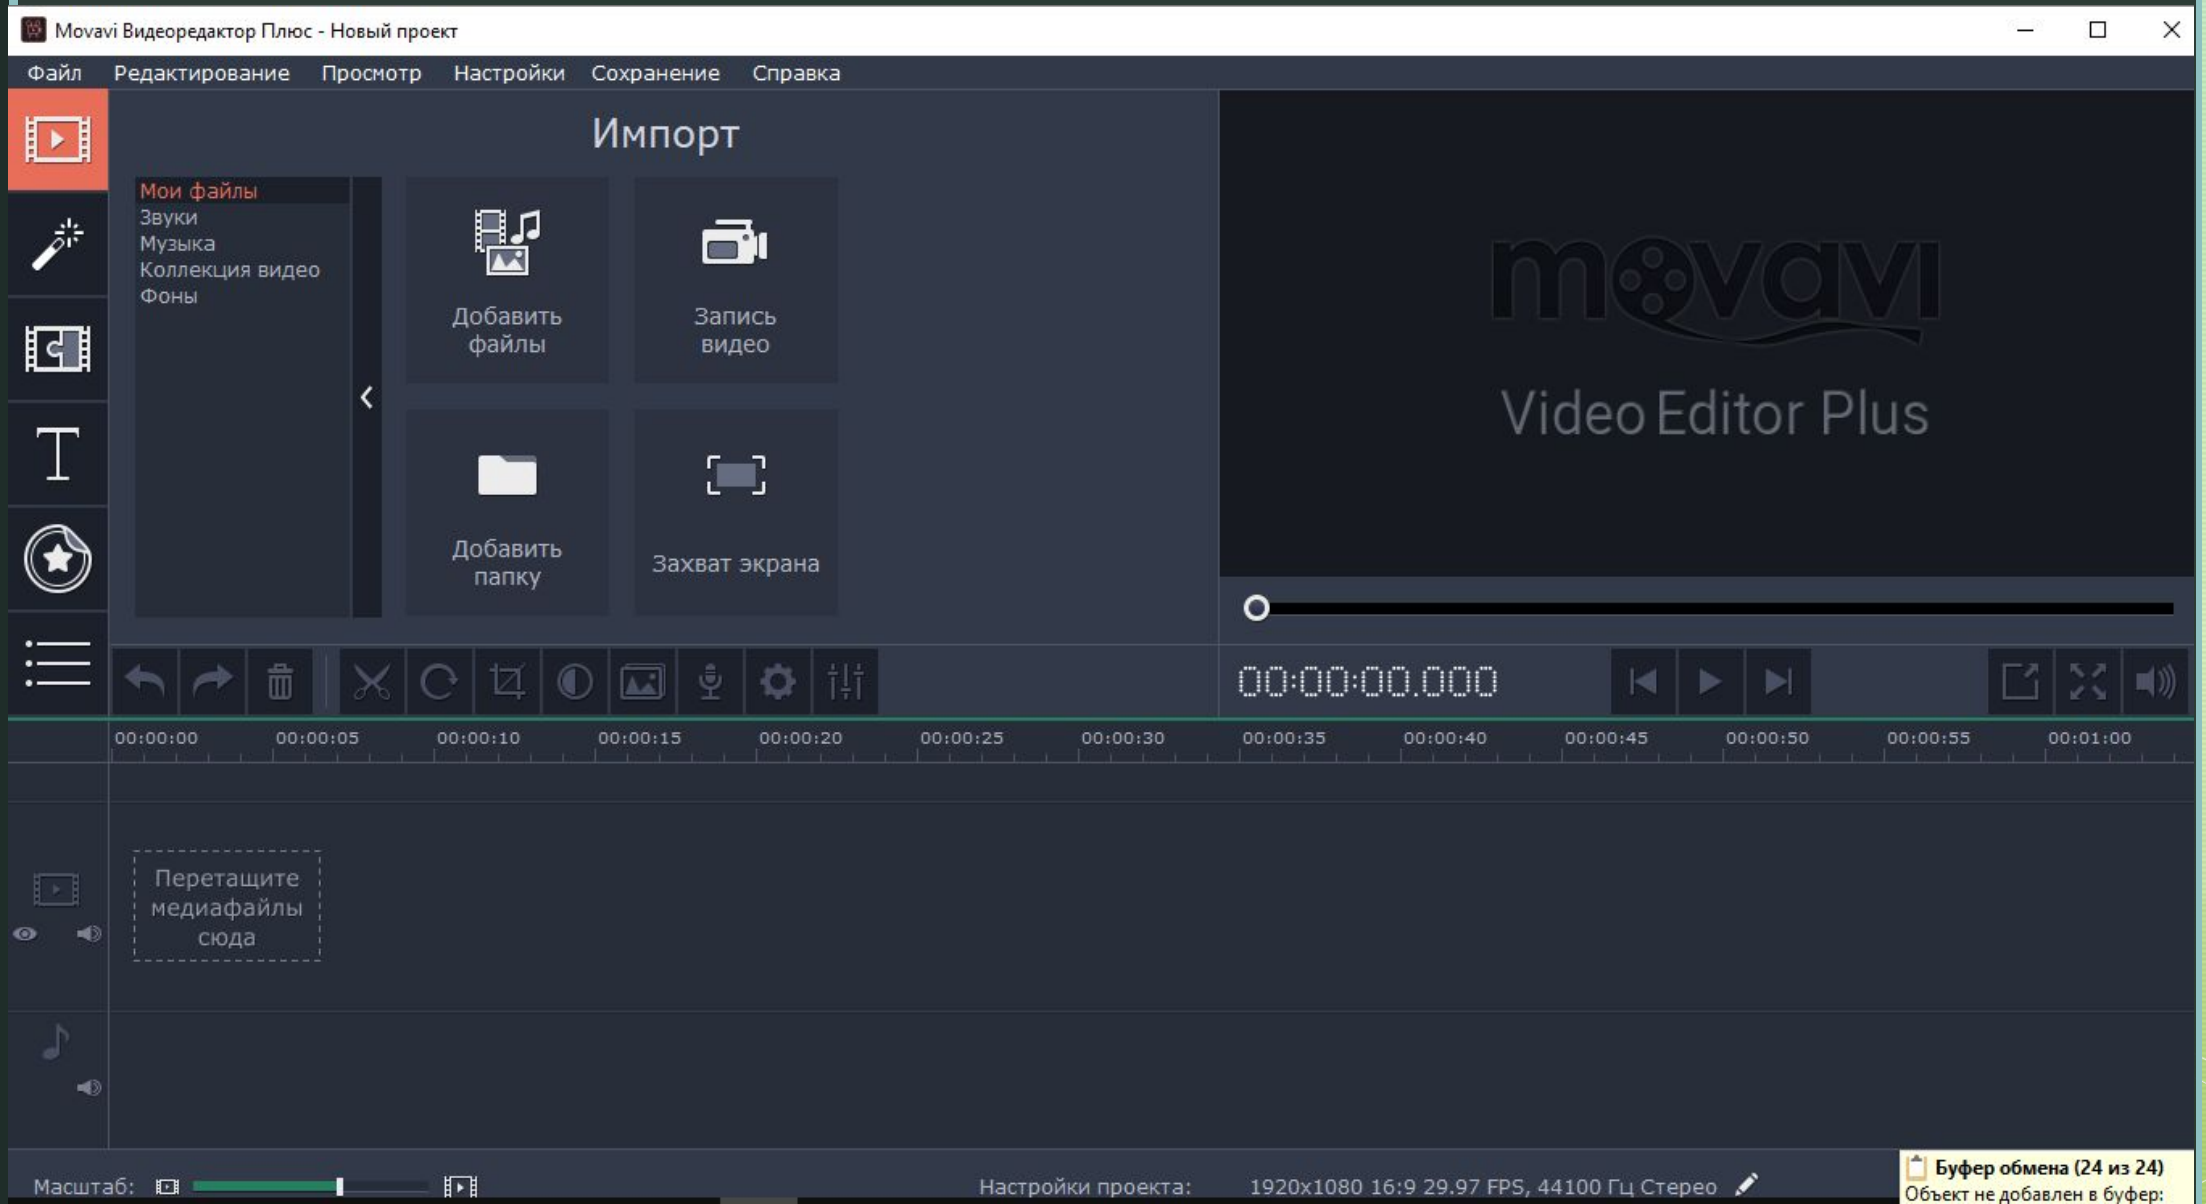 Movavi Видеоредактор Плюс - Новый проект
Файл Редактирование Просмотр Настройки Сохранение Справка
Импорт
Мои файлы
Звуки
Музыка
Коллекция видео
Фоны
Добавить
файлы
Запись
видео
Добавить
папку
Захват экрана
movavi
Video Editor Plus
00:00:00.000
00:00:00 00:00:05 00:00:10 00:00:15 00:00:20 00:00:25 00:00:30 00:00:35 00:00:40 00:00:45 00:00:50 00:00:55 00:01:00
Перетащите
медиафайлы
сюда
Масштаб:
Настройки проекта: 1920x1080 16:9 29.97 FPS, 44100 Гц Стерео
Буфер обмена (24 из 24)
Объект не добавлен в буфер: